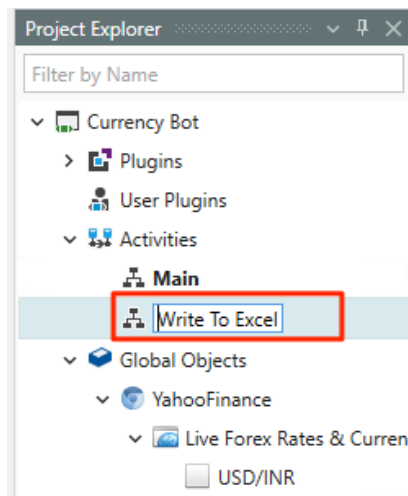 Project Explorer
Filter by Name
Currency Bot
Plugins
User Plugins
Activities
Main
Write To Excel
Global Objects
YahooFinance
Live Forex Rates & Curren
USD/INR